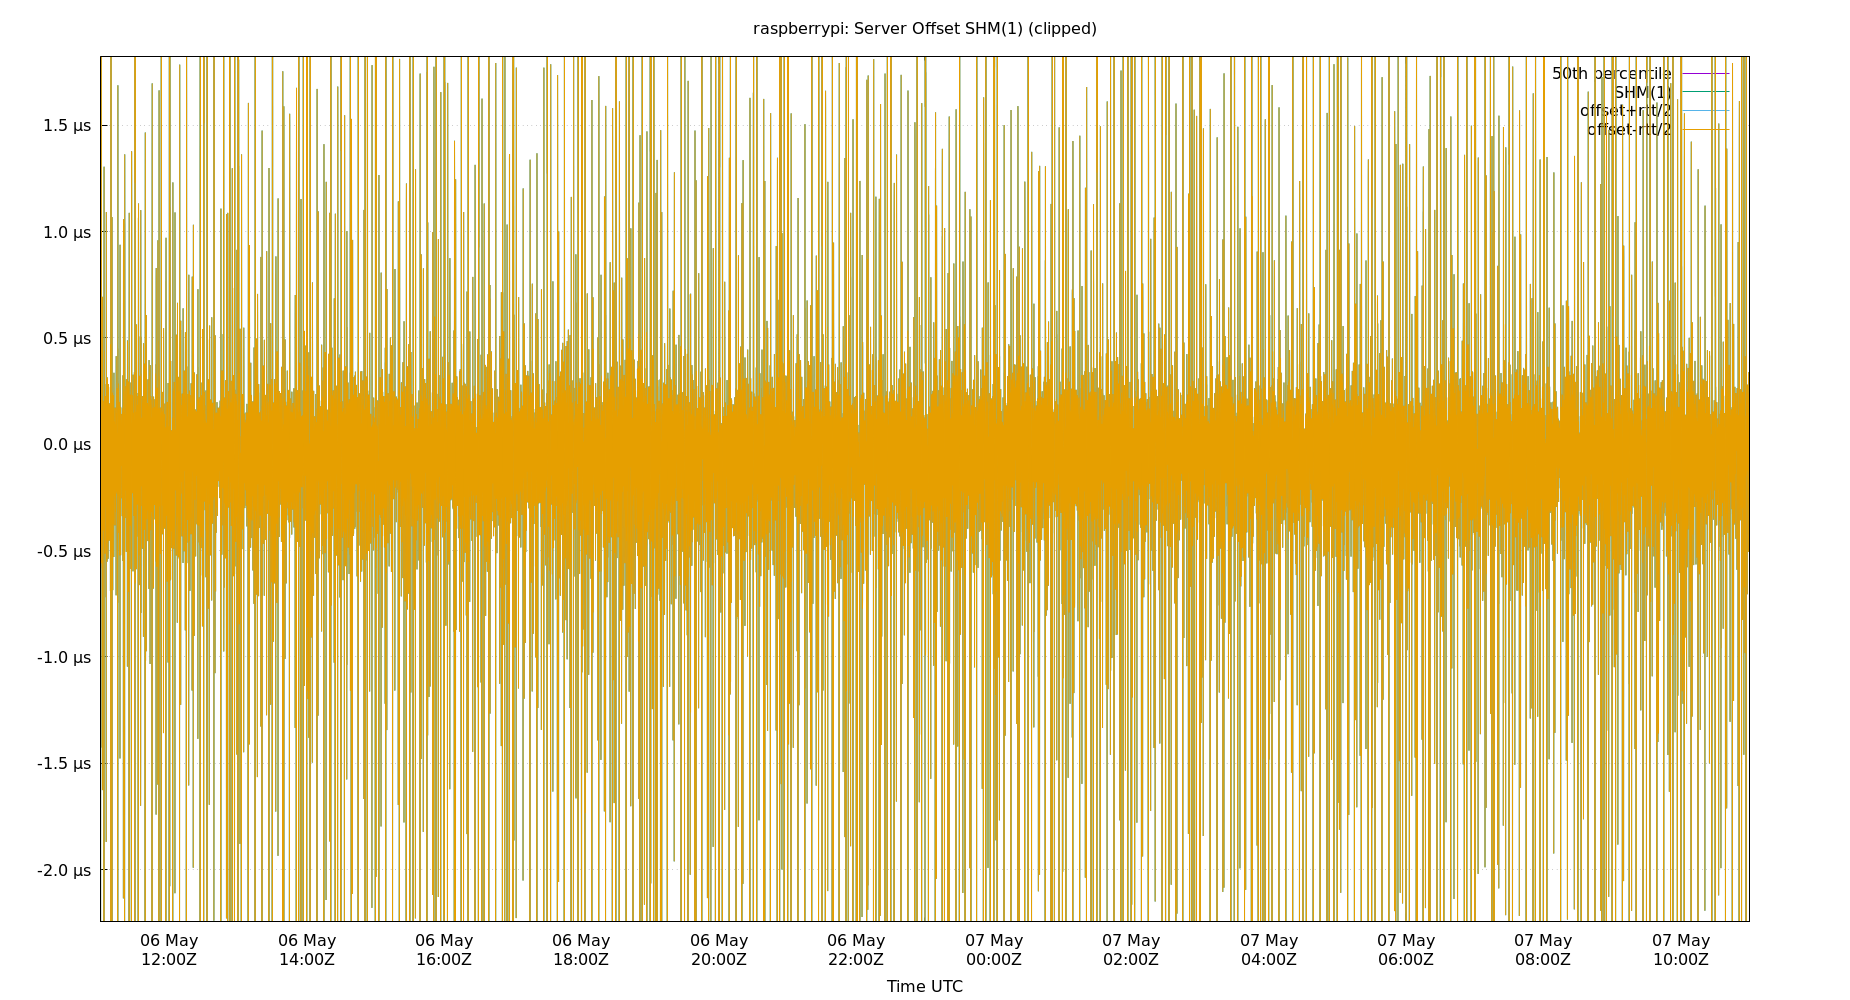 raspberrypi: Server Offset SHM(1) (clipped)
50th percentile
SHM(1)
offset+rtt/2
offset-rtt/2
1.5 µs
1.0 µs
0.5 µs
0.0 µs
-0.5 µs
-1.0 µs
-1.5 µs
-2.0 µs
06 May 06 May 06 May 06 May 06 May 06 May 07 May 07 May 07 May 07 May 07 May 07 May
12:00Z 14:00Z 16:00Z 18:00Z 20:00Z 22:00Z 00:00Z 02:00Z 04:00Z 06:00Z 08:00Z 10:00Z
Time UTC